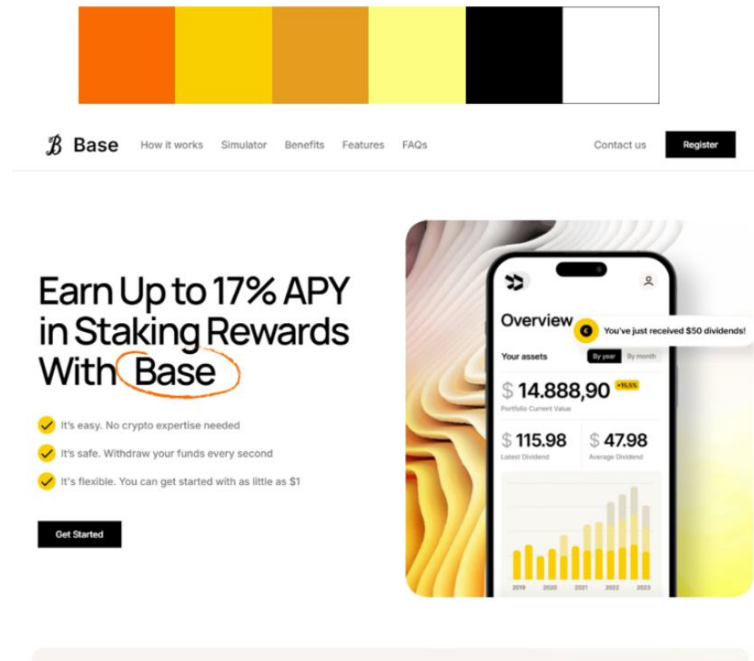 Base
How it works
Simulator
Benefits
Features
FAQs
Contact us
Register
Earn Up to 17% APY
in Staking Rewards
With Base
It's easy. No crypto expertise needed
It's safe. Withdraw your funds every second
It's flexible. You can get started with as little as $1
Get Started
Overview
You've just received $50 dividends!
Your assets
By year
By month
$ 14.888,90
+15,5%
Portfolio Current Value
$ 115.98
Latest Dividend
$ 47.98
Average Dividend
2019 2020 2021 2022 2023